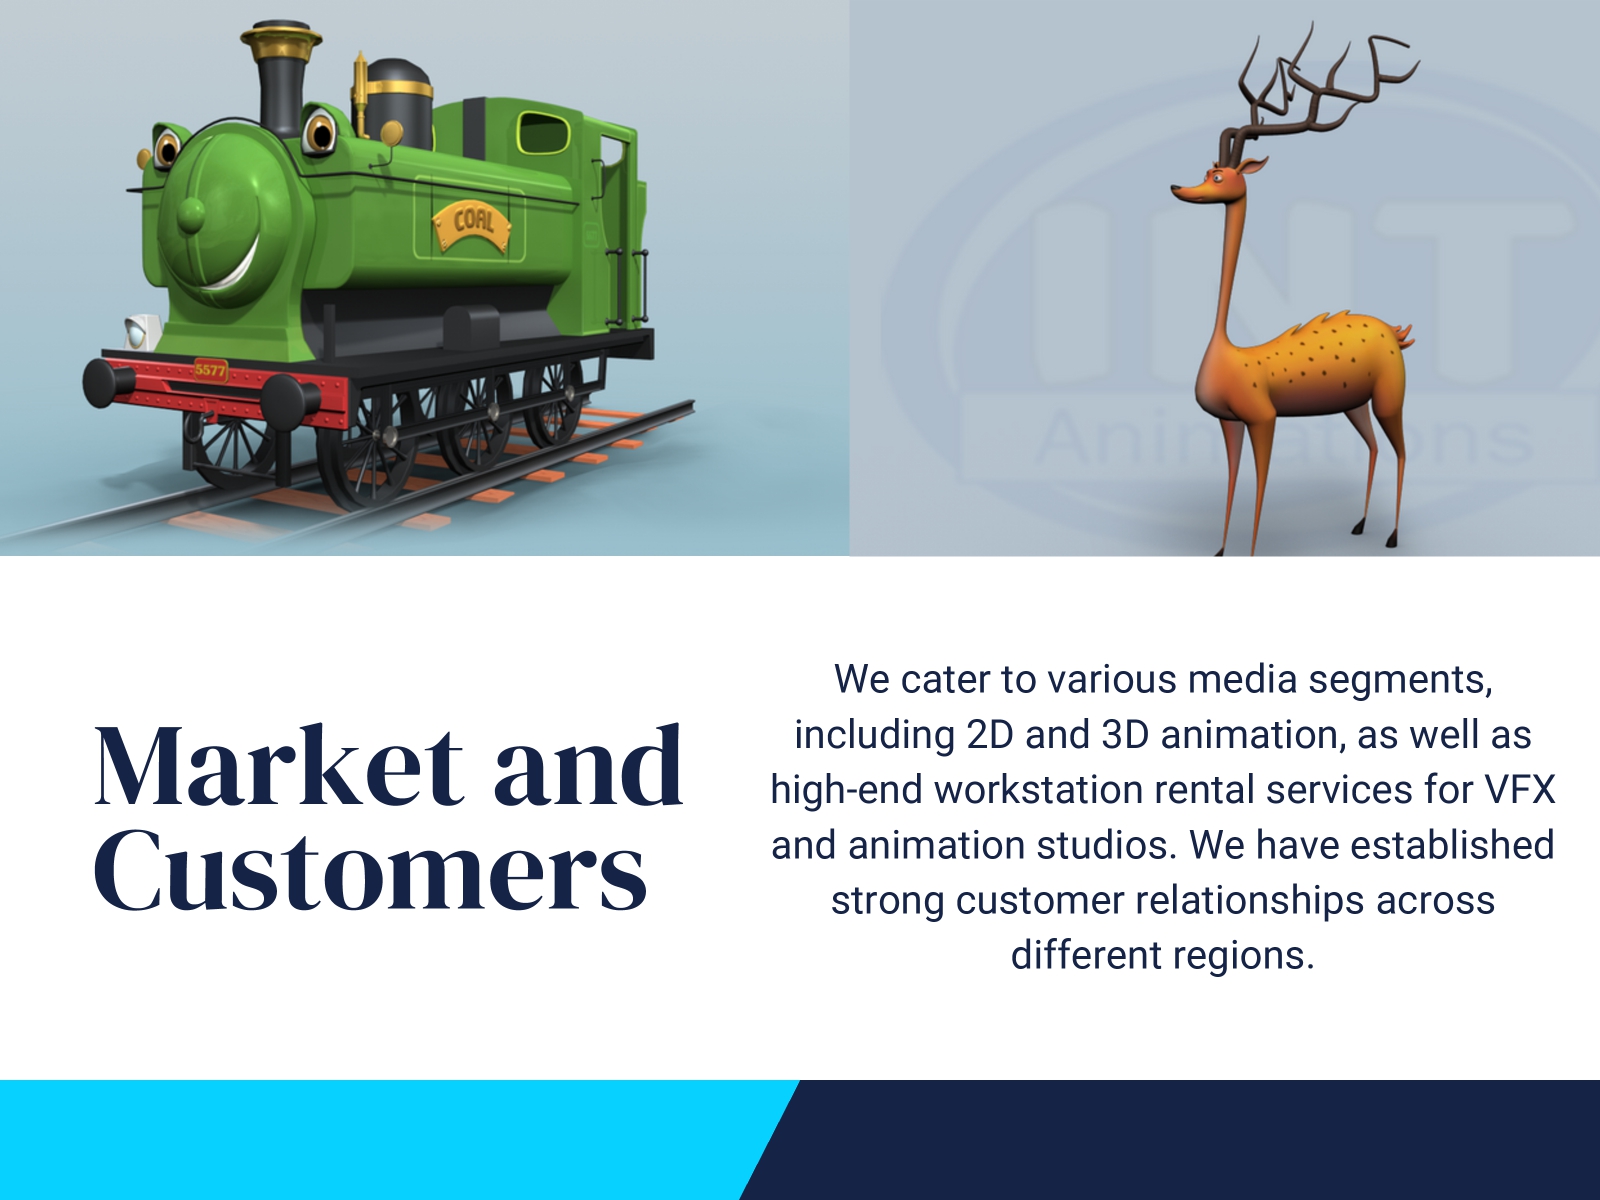 COAL
5577
INT
Animations
Market and
Customers
We cater to various media segments,
including 2D and 3D animation, as well as
high-end workstation rental services for VFX
and animation studios. We have established
strong customer relationships across
different regions.